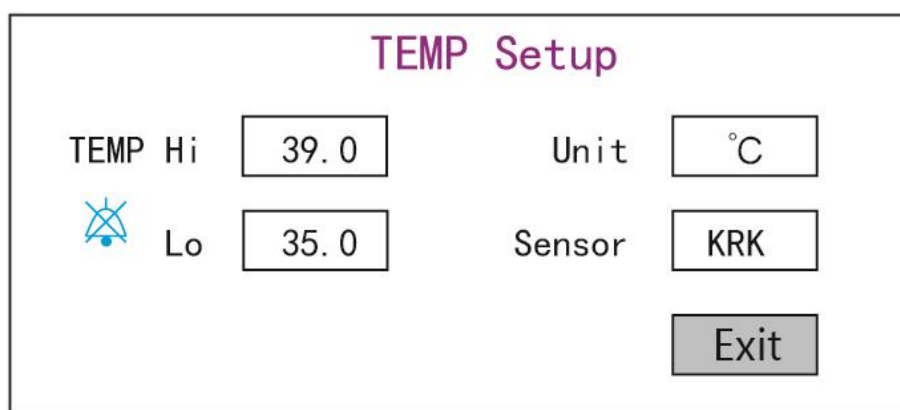 TEMP Setup
TEMP Hi 39.0 Unit ℃
Lo 35.0 Sensor KRK
Exit